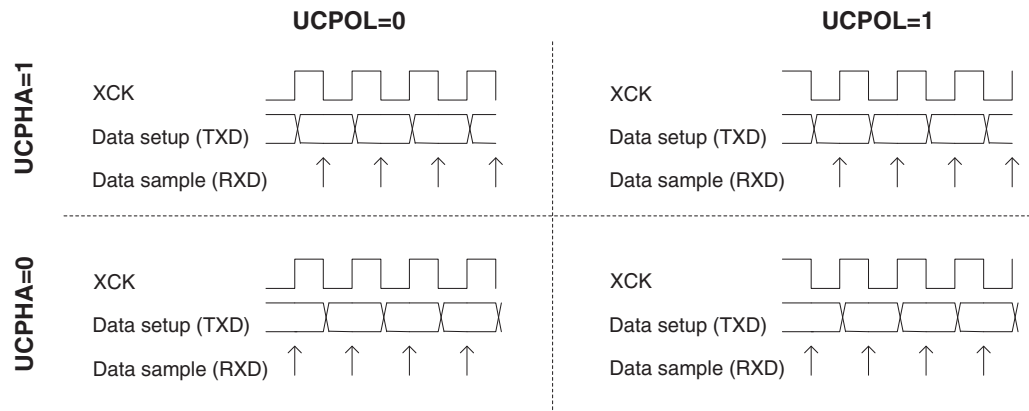 UCPOL=0
UCPOL=1
UCPHA=1
XCK
Data setup (TXD)
Data sample (RXD)
XCK
Data setup (TXD)
Data sample (RXD)
UCPHA=0
XCK
Data setup (TXD)
Data sample (RXD)
XCK
Data setup (TXD)
Data sample (RXD)